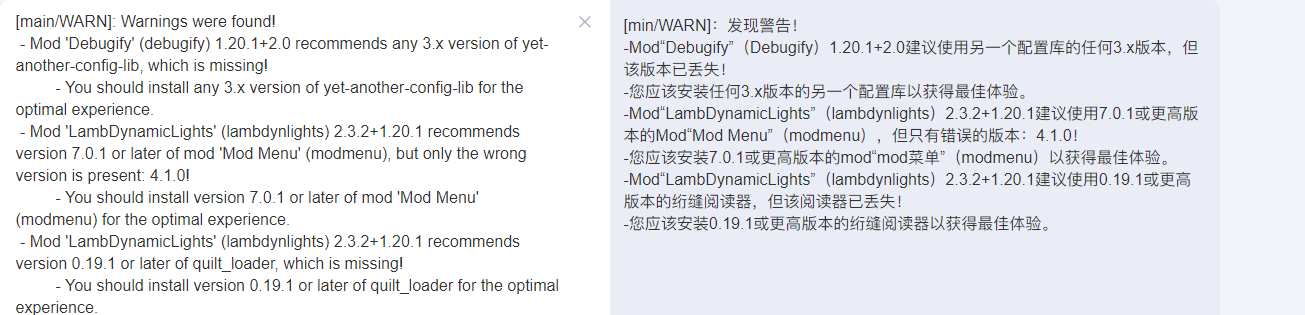 [main/WARN]: Warnings were found!
- Mod 'Debugify' (debugify) 1.20.1+2.0 recommends any 3.x version of yet-
another-config-lib, which is missing!
- You should install any 3.x version of yet-another-config-lib for the
optimal experience.
- Mod 'LambDynamicLights' (lambdynlights) 2.3.2+1.20.1 recommends
version 7.0.1 or later of mod 'Mod Menu' (modmenu), but only the wrong
version is present: 4.1.0!
- You should install version 7.0.1 or later of mod 'Mod Menu'
(modmenu) for the optimal experience.
- Mod 'LambDynamicLights' (lambdynlights) 2.3.2+1.20.1 recommends
version 0.19.1 or later of quilt_loader, which is missing!
- You should install version 0.19.1 or later of quilt_loader for the optimal
experience.
[min/WARN]：发现警告！
-Mod“Debugify”（Debugify）1.20.1+2.0建议使用另一个配置库的任何3.x版本，但
该版本已丢失！
-您应该安装任何3.x版本的另一个配置库以获得最佳体验。
-Mod“LambDynamicLights”（lambdynlights）2.3.2+1.20.1建议使用7.0.1或更高版
本的Mod“Mod Menu”（modmenu），但只有错误的版本：4.1.0！
-您应该安装7.0.1或更高版本的mod“mod菜单”（modmenu）以获得最佳体验。
-Mod“LambDynamicLights”（lambdynlights）2.3.2+1.20.1建议使用0.19.1或更高
版本的绗缝阅读器，但该阅读器已丢失！
-您应该安装0.19.1或更高版本的绗缝阅读器以获得最佳体验。